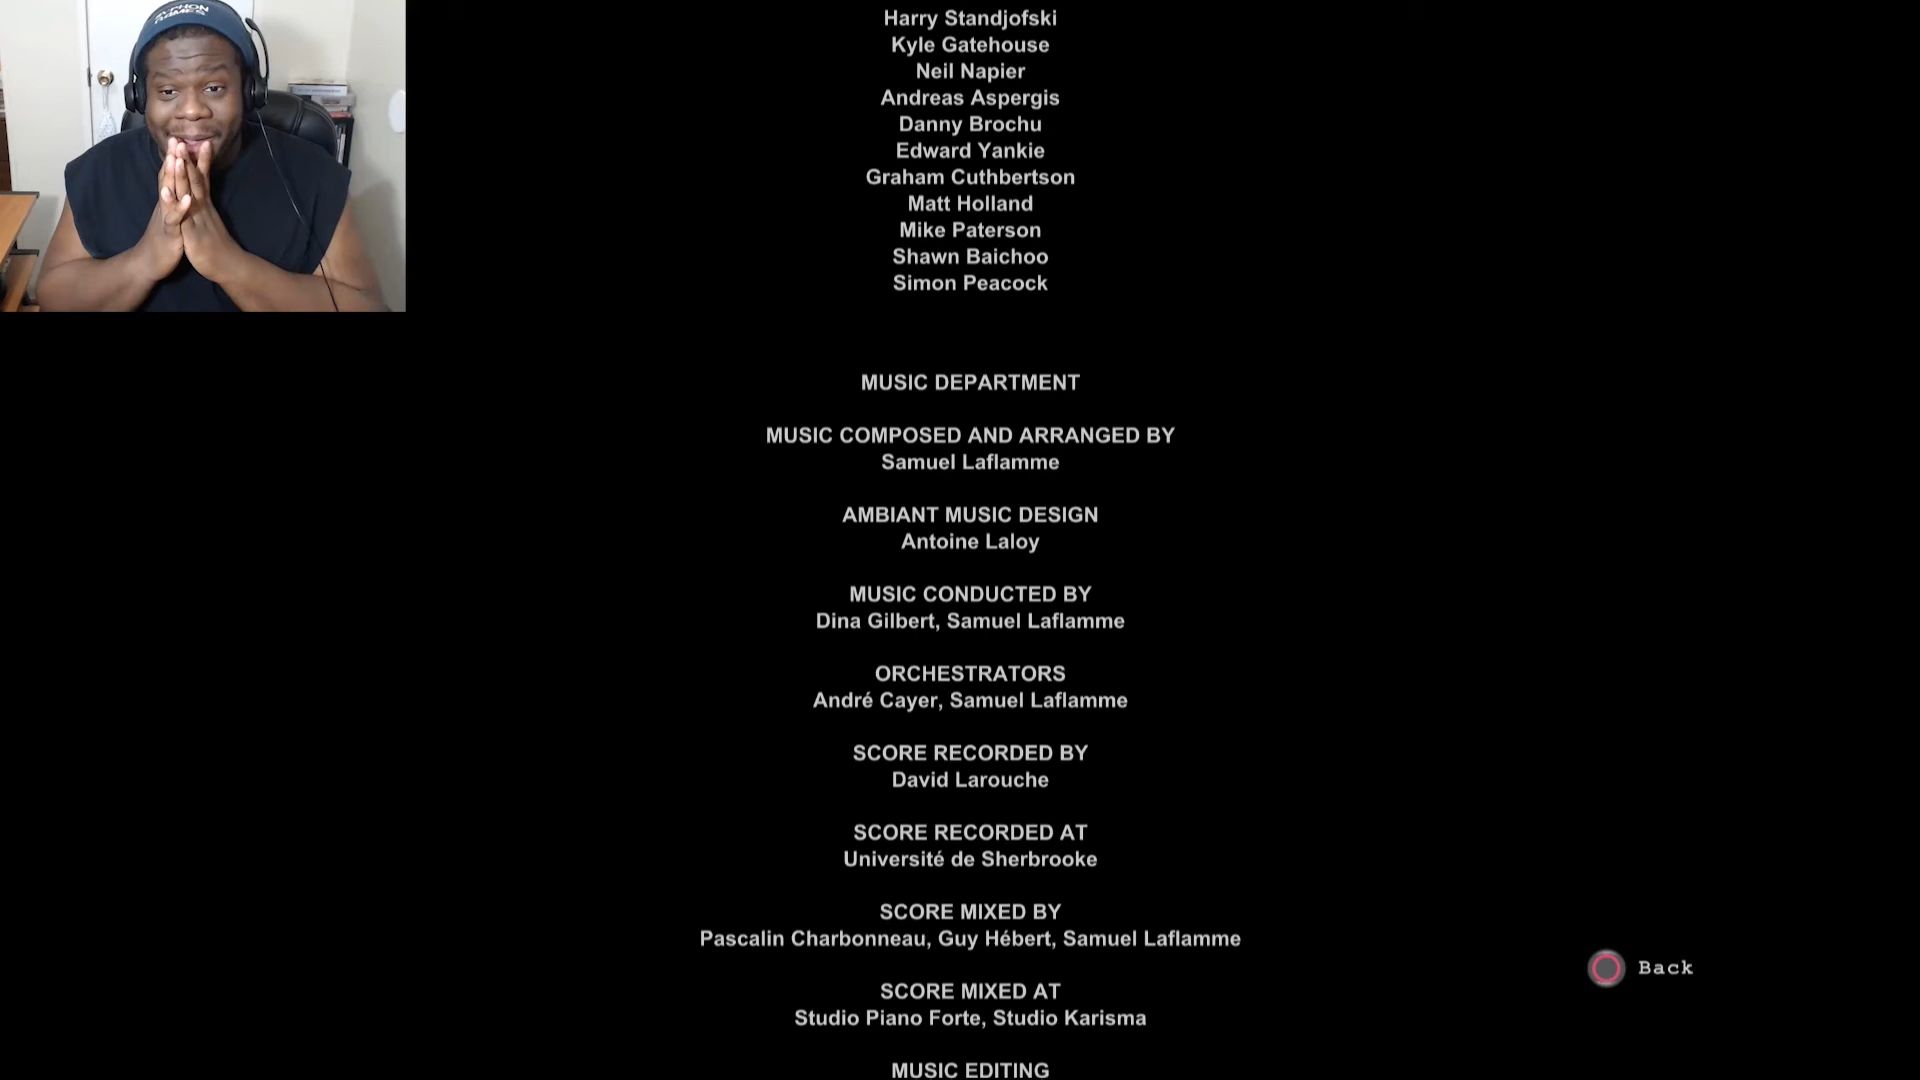 GRYPHON
GAMES
Harry Standjofski
Kyle Gatehouse
Neil Napier
Andreas Aspergis
Danny Brochu
Edward Yankie
Graham Cuthbertson
Matt Holland
Mike Paterson
Shawn Baichoo
Simon Peacock
MUSIC DEPARTMENT
MUSIC COMPOSED AND ARRANGED BY
Samuel Laflamme
AMBIANT MUSIC DESIGN
Antoine Laloy
MUSIC CONDUCTED BY
Dina Gilbert, Samuel Laflamme
ORCHESTRATORS
André Cayer, Samuel Laflamme
SCORE RECORDED BY
David Larouche
SCORE RECORDED AT
Université de Sherbrooke
SCORE MIXED BY
Pascalin Charbonneau, Guy Hébert, Samuel Laflamme
Back
SCORE MIXED AT
Studio Piano Forte, Studio Karisma
MUSIC EDITING